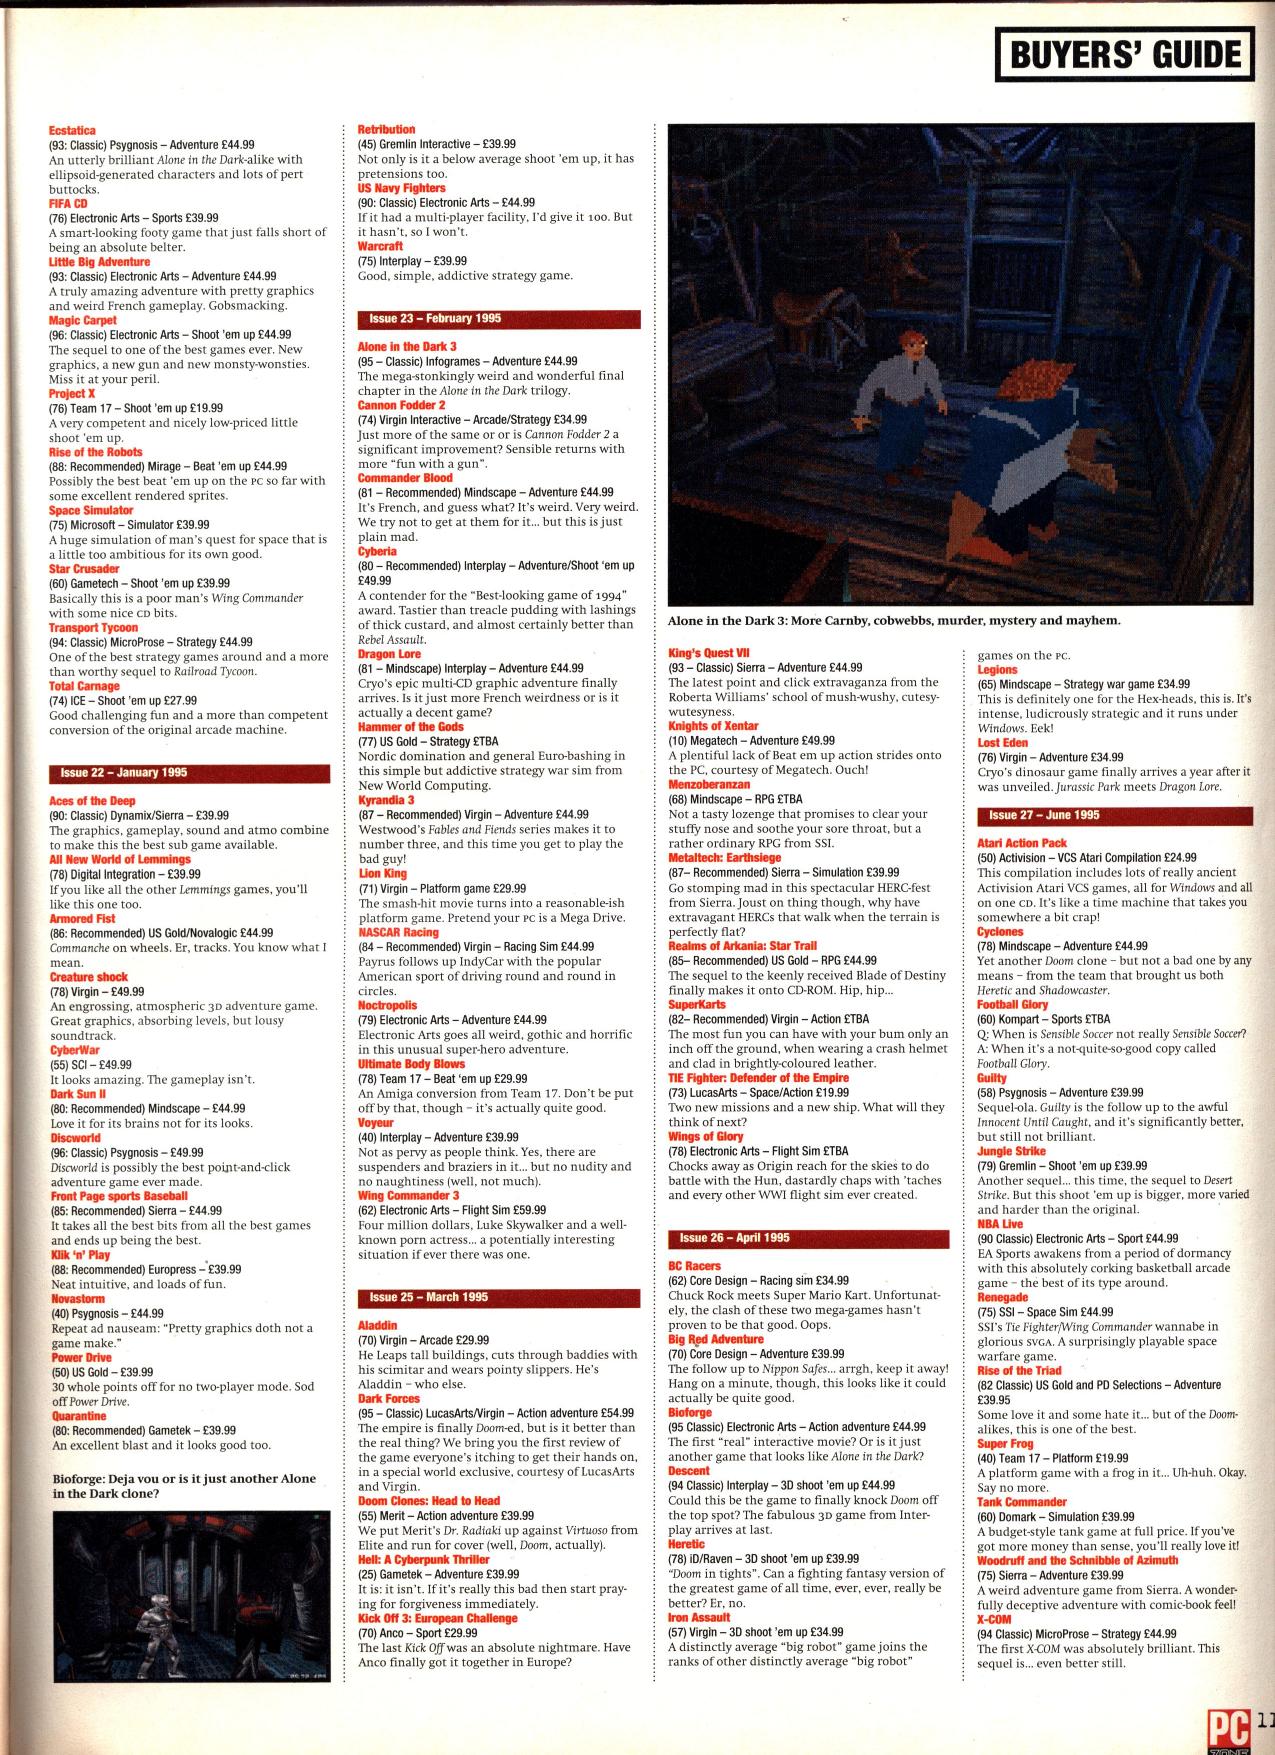 BUYERS' GUIDE
Ecstatica
(93: Classic) Psygnosis – Adventure £44.99
An utterly brilliant Alone in the Dark-alike with
ellipsoid-generated characters and lots of pert
buttocks.
FIFA CD
(76) Electronic Arts – Sports £39.99
A smart-looking footy game that just falls short of
being an absolute belter.
Little Big Adventure
(93: Classic) Electronic Arts – Adventure £44.99
A truly amazing adventure with pretty graphics
and weird French gameplay. Gobsmacking.
Magic Carpet
(96: Classic) Electronic Arts – Shoot 'em up £44.99
The sequel to one of the best games ever. New
graphics, a new gun and new monsty-wonsties.
Miss it at your peril.
Project X
(76) Team 17 – Shoot 'em up £19.99
A very competent and nicely low-priced little
shoot 'em up.
Rise of the Robots
(88: Recommended) Mirage – Beat 'em up £44.99
Possibly the best beat 'em up on the PC so far with
some excellent rendered sprites.
Space Simulator
(75) Microsoft – Simulator £39.99
A huge simulation of man's quest for space that is
a little too ambitious for its own good.
Star Crusader
(60) Gametech – Shoot 'em up £39.99
Basically this is a poor man's Wing Commander
with some nice CD bits.
Transport Tycoon
(94: Classic) MicroProse – Strategy £44.99
One of the best strategy games around and a more
than worthy sequel to Railroad Tycoon.
Total Carnage
(74) ICE – Shoot 'em up £27.99
Good challenging fun and a more than competent
conversion of the original arcade machine.
Issue 22 – January 1995
Aces of the Deep
(90: Classic) Dynamix/Sierra – £39.99
The graphics, gameplay, sound and atmo combine
to make this the best sub game available.
All New World of Lemmings
(78) Digital Integration – £39.99
If you like all the other Lemmings games, you'll
like this one too.
Armored Fist
(86: Recommended) US Gold/Novalogic £44.99
Commanche on wheels. Er, tracks. You know what I
mean.
Creature shock
(78) Virgin – £49.99
An engrossing, atmospheric 3D adventure game.
Great graphics, absorbing levels, but lousy
soundtrack.
CyberWar
(55) SCI – £49.99
It looks amazing. The gameplay isn't.
Dark Sun II
(80: Recommended) Mindscape – £44.99
Love it for its brains not for its looks.
Discworld
(96: Classic) Psygnosis – £49.99
Discworld is possibly the best point-and-click
adventure game ever made.
Front Page sports Baseball
(85: Recommended) Sierra – £44.99
It takes all the best bits from all the best games
and ends up being the best.
Klik 'n' Play
(88: Recommended) Europress – £39.99
Neat intuitive, and loads of fun.
Novastorm
(40) Psygnosis – £44.99
Repeat ad nauseam: "Pretty graphics doth not a
game make."
Power Drive
(50) US Gold – £39.99
30 whole points off for no two-player mode. Sod
off Power Drive.
Quarantine
(80: Recommended) Gametek – £39.99
An excellent blast and it looks good too.
Bioforge: Deja vou or is it just another Alone
in the Dark clone?
Retribution
(45) Gremlin Interactive – £39.99
Not only is it a below average shoot 'em up, it has
pretensions too.
US Navy Fighters
(90: Classic) Electronic Arts – £44.99
If it had a multi-player facility, I'd give it 100. But
it hasn't, so I won't.
Warcraft
(75) Interplay – £39.99
Good, simple, addictive strategy game.
Issue 23 – February 1995
Alone in the Dark 3
(95 – Classic) Infogrames – Adventure £44.99
The mega-stonkingly weird and wonderful final
chapter in the Alone in the Dark trilogy.
Cannon Fodder 2
(74) Virgin Interactive – Arcade/Strategy £34.99
Just more of the same or or is Cannon Fodder 2 a
significant improvement? Sensible returns with
more "fun with a gun".
Commander Blood
(81 – Recommended) Mindscape – Adventure £44.99
It's French, and guess what? It's weird. Very weird.
We try not to get at them for it... but this is just
plain mad.
Cyberia
(80 – Recommended) Interplay – Adventure/Shoot 'em up
£49.99
A contender for the "Best-looking game of 1994"
award. Tastier than treacle pudding with lashings
of thick custard, and almost certainly better than
Rebel Assault.
Dragon Lore
(81 – Mindscape) Interplay – Adventure £44.99
Cryo's epic multi-CD graphic adventure finally
arrives. Is it just more French weirdness or is it
actually a decent game?
Hammer of the Gods
(77) US Gold – Strategy £TBA
Nordic domination and general Euro-bashing in
this simple but addictive strategy war sim from
New World Computing.
Kyrandia 3
(87 – Recommended) Virgin – Adventure £44.99
Westwood's Fables and Fiends series makes it to
number three, and this time you get to play the
bad guy!
Lion King
(71) Virgin – Platform game £29.99
The smash-hit movie turns into a reasonable-ish
platform game. Pretend your PC is a Mega Drive.
NASCAR Racing
(84 – Recommended) Virgin – Racing Sim £44.99
Payrus follows up IndyCar with the popular
American sport of driving round and round in
circles.
Noctropolis
(79) Electronic Arts – Adventure £44.99
Electronic Arts goes all weird, gothic and horrific
in this unusual super-hero adventure.
Ultimate Body Blows
(78) Team 17 – Beat 'em up £29.99
An Amiga conversion from Team 17. Don't be put
off by that, though – it's actually quite good.
Voyeur
(40) Interplay – Adventure £39.99
Not as pervy as people think. Yes, there are
suspenders and braziers in it... but no nudity and
no naughtiness (well, not much).
Wing Commander 3
(62) Electronic Arts – Flight Sim £59.99
Four million dollars, Luke Skywalker and a well-
known porn actress... a potentially interesting
situation if ever there was one.
Issue 25 – March 1995
Aladdin
(70) Virgin – Arcade £29.99
He Leaps tall buildings, cuts through baddies with
his scimitar and wears pointy slippers. He's
Aladdin – who else.
Dark Forces
(95 – Classic) LucasArts/Virgin – Action adventure £54.99
The empire is finally Doom-ed, but is it better than
the real thing? We bring you the first review of
the game everyone's itching to get their hands on,
in a special world exclusive, courtesy of LucasArts
and Virgin.
Doom Clones: Head to Head
(55) Merit – Action adventure £39.99
We put Merit's Dr. Radiaki up against Virtuoso from
Elite and run for cover (well, Doom, actually).
Hell: A Cyberpunk Thriller
(25) Gametek – Adventure £39.99
It is: it isn't. If it's really this bad then start pray-
ing for forgiveness immediately.
Kick Off 3: European Challenge
(70) Anco – Sport £29.99
The last Kick Off was an absolute nightmare. Have
Anco finally got it together in Europe?
Alone in the Dark 3: More Carnby, cobwebbs, murder, mystery and mayhem.
King's Quest VII
(93 – Classic) Sierra – Adventure £44.99
The latest point and click extravaganza from the
Roberta Williams' school of mush-wushy, cutesy-
wutesyness.
Knights of Xentar
(10) Megatech – Adventure £49.99
A plentiful lack of Beat em up action strides onto
the PC, courtesy of Megatech. Ouch!
Menzoberanzan
(68) Mindscape – RPG £TBA
Not a tasty lozenge that promises to clear your
stuffy nose and soothe your sore throat, but a
rather ordinary RPG from SSI.
Metaltech: Earthsiege
(87– Recommended) Sierra – Simulation £39.99
Go stomping mad in this spectacular HERC-fest
from Sierra. Joust on thing though, why have
extravagant HERCs that walk when the terrain is
perfectly flat?
Realms of Arkania: Star Trail
(85– Recommended) US Gold – RPG £44.99
The sequel to the keenly received Blade of Destiny
finally makes it onto CD-ROM. Hip, hip...
SuperKarts
(82– Recommended) Virgin – Action £TBA
The most fun you can have with your bum only an
inch off the ground, when wearing a crash helmet
and clad in brightly-coloured leather.
TIE Fighter: Defender of the Empire
(73) LucasArts – Space/Action £19.99
Two new missions and a new ship. What will they
think of next?
Wings of Glory
(78) Electronic Arts – Flight Sim £TBA
Chocks away as Origin reach for the skies to do
battle with the Hun, dastardly chaps with 'taches
and every other WWI flight sim ever created.
Issue 26 – April 1995
BC Racers
(62) Core Design – Racing sim £34.99
Chuck Rock meets Super Mario Kart. Unfortunat-
ely, the clash of these two mega-games hasn't
proven to be that good. Oops.
Big Red Adventure
(70) Core Design – Adventure £39.99
The follow up to Nippon Safes... arrgh, keep it away!
Hang on a minute, though, this looks like it could
actually be quite good.
Bioforge
(95 Classic) Electronic Arts – Action adventure £44.99
The first "real" interactive movie? Or is it just
another game that looks like Alone in the Dark?
Descent
(94 Classic) Interplay – 3D shoot 'em up £44.99
Could this be the game to finally knock Doom off
the top spot? The fabulous 3D game from Inter-
play arrives at last.
Heretic
(78) iD/Raven – 3D shoot 'em up £39.99
"Doom in tights". Can a fighting fantasy version of
the greatest game of all time, ever, ever, really be
better? Er, no.
Iron Assault
(57) Virgin – 3D shoot 'em up £34.99
A distinctly average "big robot" game joins the
ranks of other distinctly average "big robot"
games on the PC.
Legions
(65) Mindscape – Strategy war game £34.99
This is definitely one for the Hex-heads, this is. It's
intense, ludicrously strategic and it runs under
Windows. Eek!
Lost Eden
(76) Virgin – Adventure £34.99
Cryo's dinosaur game finally arrives a year after it
was unveiled. Jurassic Park meets Dragon Lore.
Issue 27 – June 1995
Atari Action Pack
(50) Activision – VCS Atari Compilation £24.99
This compilation includes lots of really ancient
Activision Atari VCS games, all for Windows and all
on one CD. It's like a time machine that takes you
somewhere a bit crap!
Cyclones
(78) Mindscape – Adventure £44.99
Yet another Doom clone – but not a bad one by any
means – from the team that brought us both
Heretic and Shadowcaster.
Football Glory
(60) Kompart – Sports £TBA
Q: When is Sensible Soccer not really Sensible Soccer?
A: When it's a not-quite-so-good copy called
Football Glory.
Guilty
(58) Psygnosis – Adventure £39.99
Sequel-ola. Guilty is the follow up to the awful
Innocent Until Caught, and it's significantly better,
but still not brilliant.
Jungle Strike
(79) Gremlin – Shoot 'em up £39.99
Another sequel... this time, the sequel to Desert
Strike. But this shoot 'em up is bigger, more varied
and harder than the original.
NBA Live
(90 Classic) Electronic Arts – Sport £44.99
EA Sports awakens from a period of dormancy
with this absolutely corking basketball arcade
game – the best of its type around.
Renegade
(75) SSI – Space Sim £44.99
SSI's Tie Fighter/Wing Commander wannabe in
glorious SVGA. A surprisingly playable space
warfare game.
Rise of the Triad
(82 Classic) US Gold and PD Selections – Adventure
£39.95
Some love it and some hate it... but of the Doom-
alikes, this is one of the best.
Super Frog
(40) Team 17 – Platform £19.99
A platform game with a frog in it... Uh-huh. Okay.
Say no more.
Tank Commander
(60) Domark – Simulation £39.99
A budget-style tank game at full price. If you've
got more money than sense, you'll really love it!
Woodruff and the Schnibble of Azimuth
(75) Sierra – Adventure £39.99
A weird adventure game from Sierra. A wonder-
fully deceptive adventure with comic-book feel!
X-COM
(94 Classic) MicroProse – Strategy £44.99
The first X-COM was absolutely brilliant. This
sequel is... even better still.
PC
ZONE
11